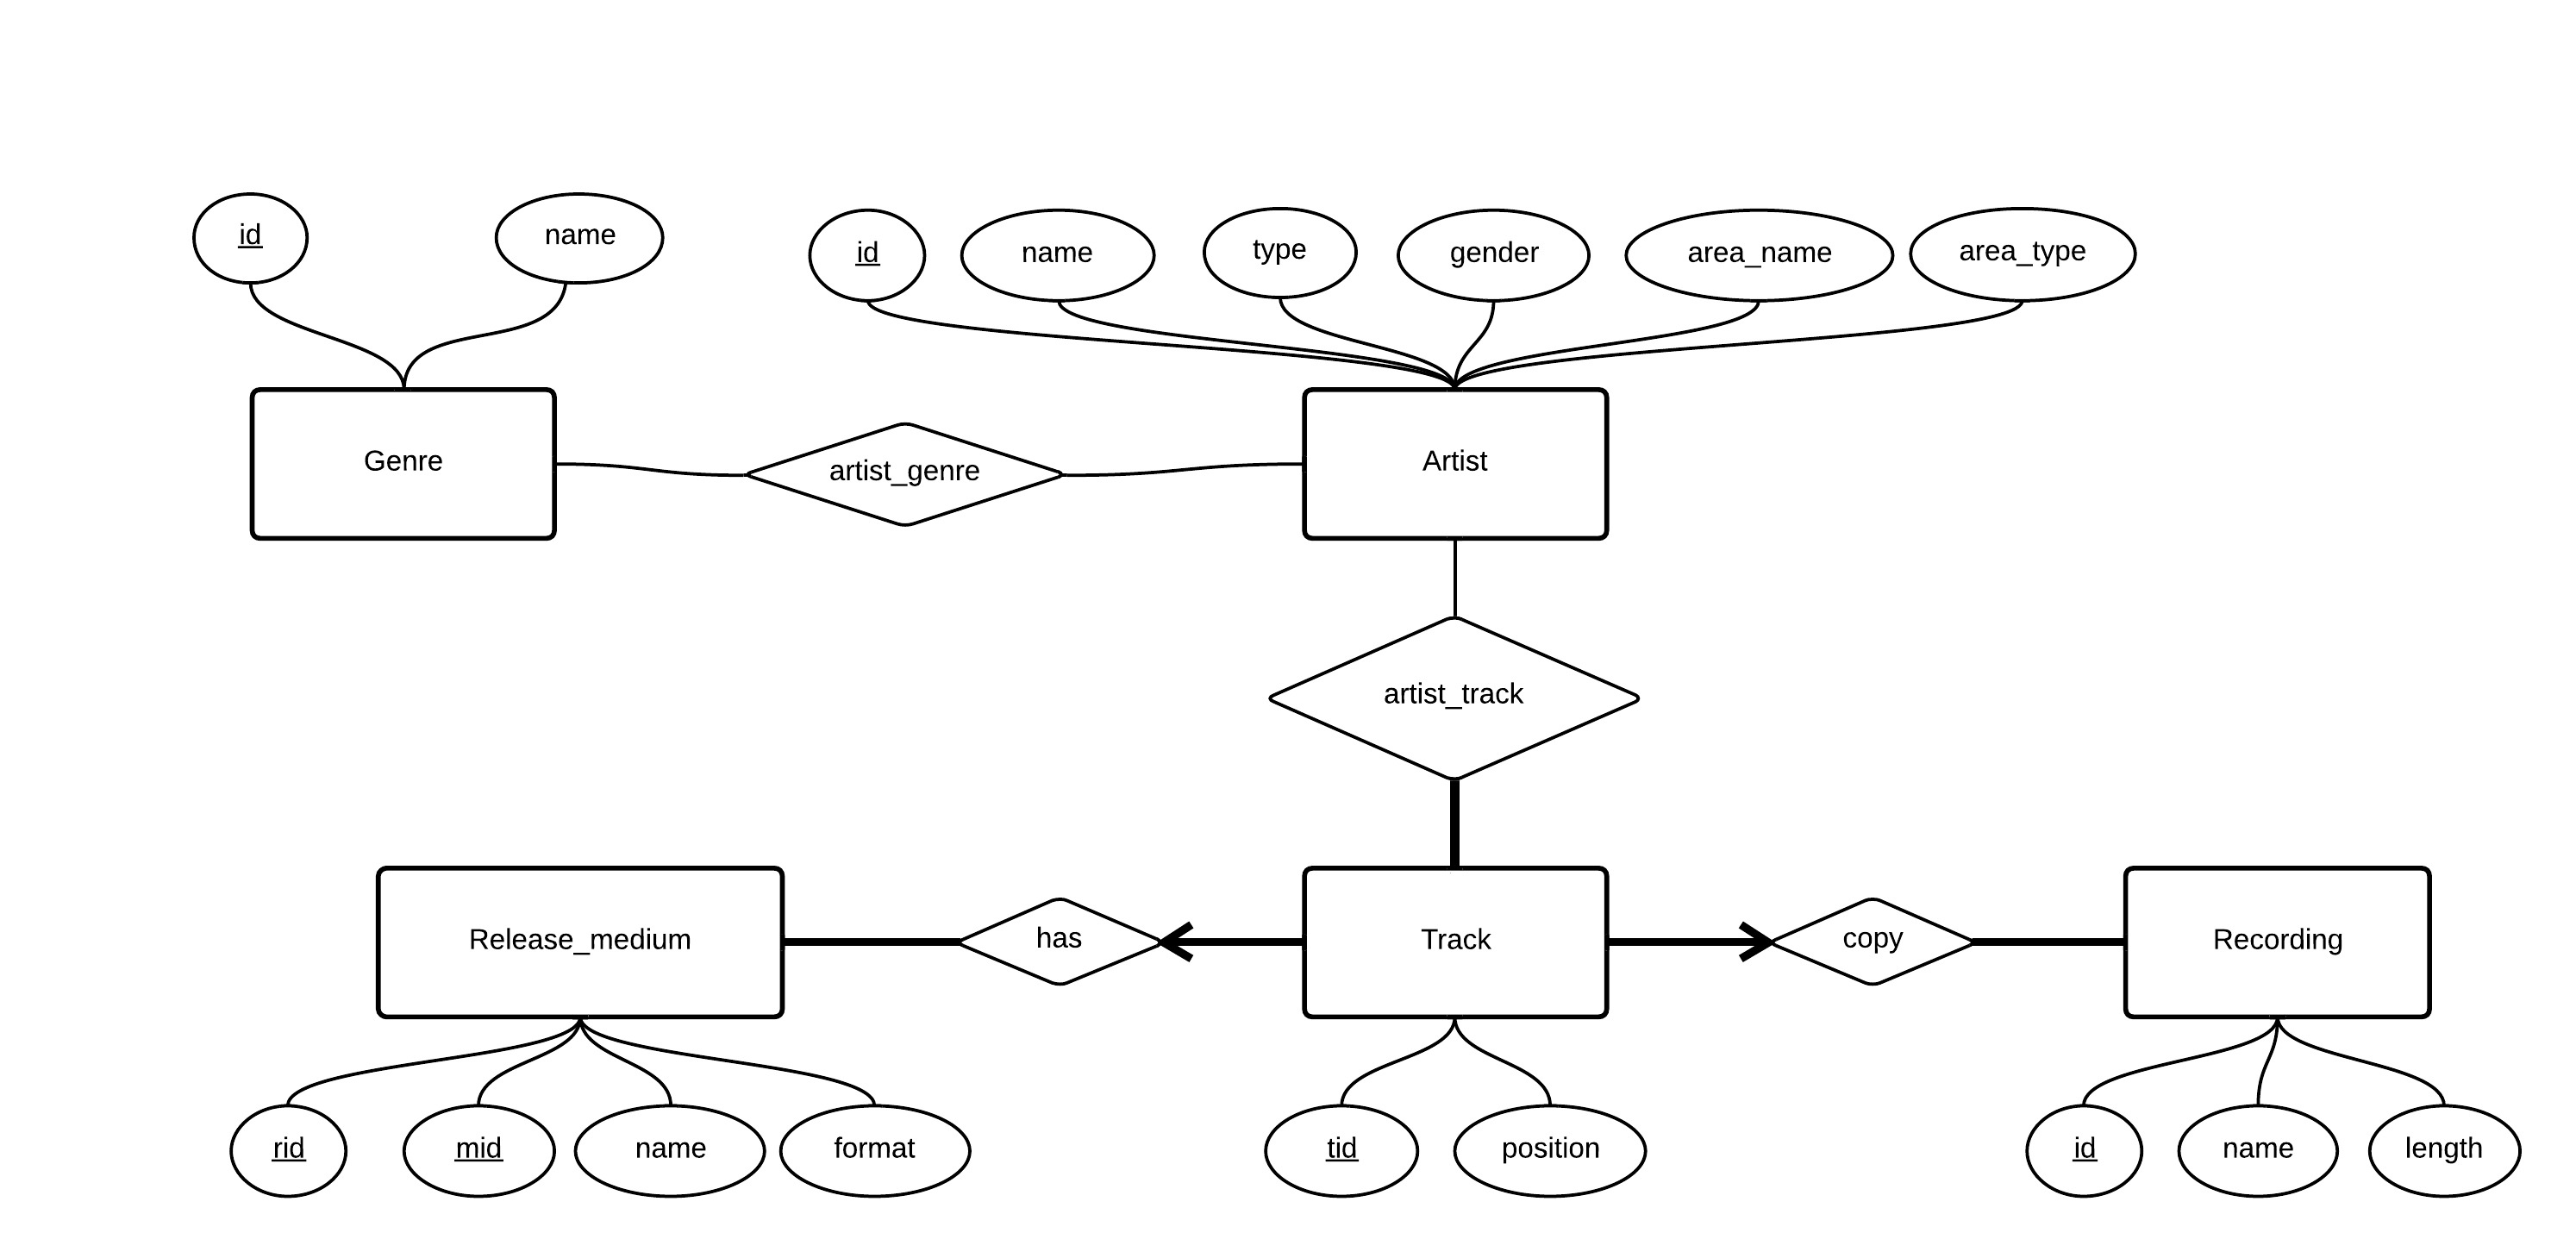 id
name
id
name
type
gender
area_name
area_type
Genre
artist_genre
Artist
artist_track
Release_medium
has
Track
copy
Recording
rid
mid
name
format
tid
position
id
name
length